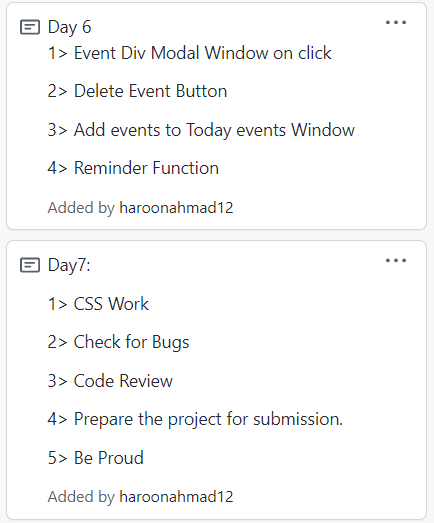 Day 6
1> Event Div Modal Window on click
2> Delete Event Button
3> Add events to Today events Window
4> Reminder Function
Added by haroonahmad12
Day7:
1> CSS Work
2> Check for Bugs
3> Code Review
4> Prepare the project for submission.
5> Be Proud
Added by haroonahmad12